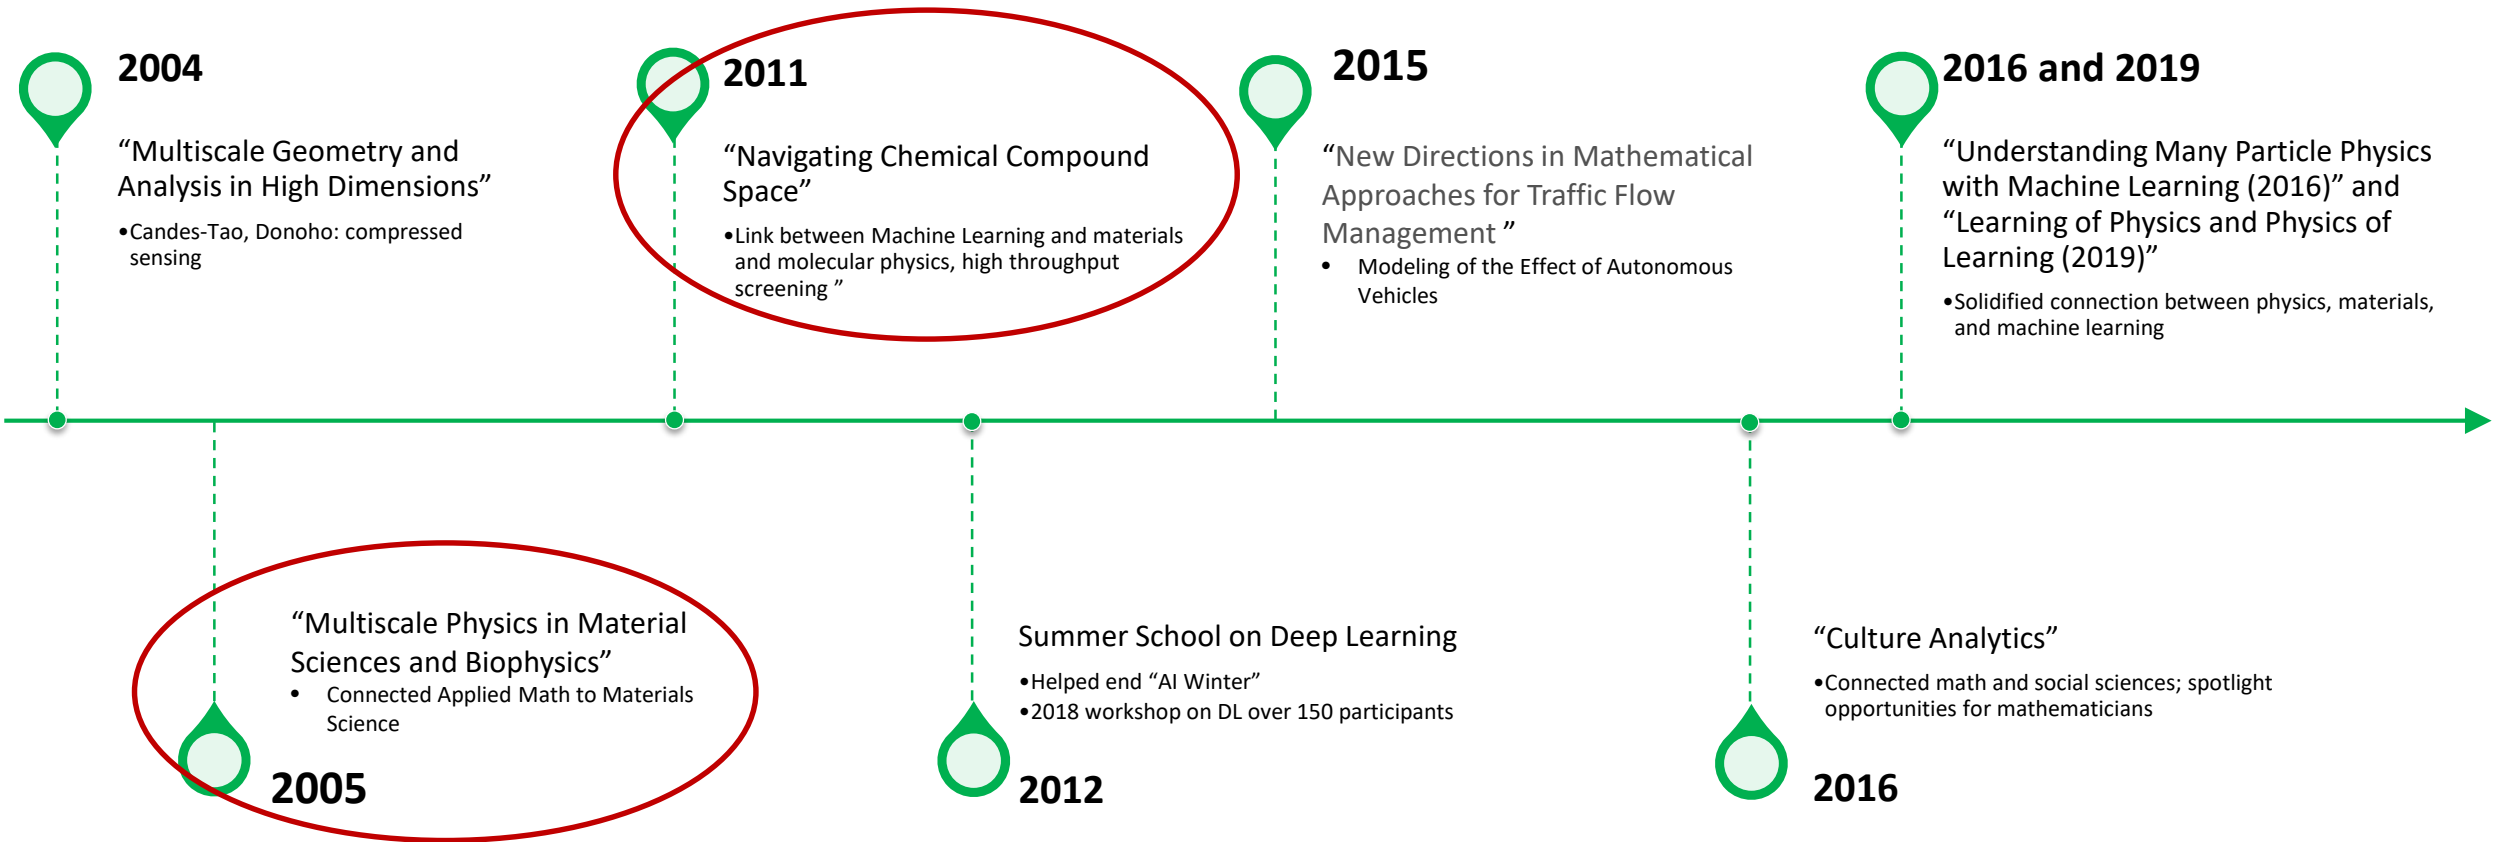 2004
“Multiscale Geometry and
Analysis in High Dimensions”
•Candes-Tao, Donoho: compressed
sensing
2011
“Navigating Chemical Compound
Space”
•Link between Machine Learning and materials
and molecular physics, high throughput
screening ”
2015
“New Directions in Mathematical
Approaches for Traffic Flow
Management ”
• Modeling of the Effect of Autonomous
Vehicles
2016 and 2019
“Understanding Many Particle Physics
with Machine Learning (2016)” and
“Learning of Physics and Physics of
Learning (2019)”
•Solidified connection between physics, materials,
and machine learning
“Multiscale Physics in Material
Sciences and Biophysics”
• Connected Applied Math to Materials
Science
2005
Summer School on Deep Learning
•Helped end “AI Winter”
•2018 workshop on DL over 150 participants
2012
“Culture Analytics”
•Connected math and social sciences; spotlight
opportunities for mathematicians
2016